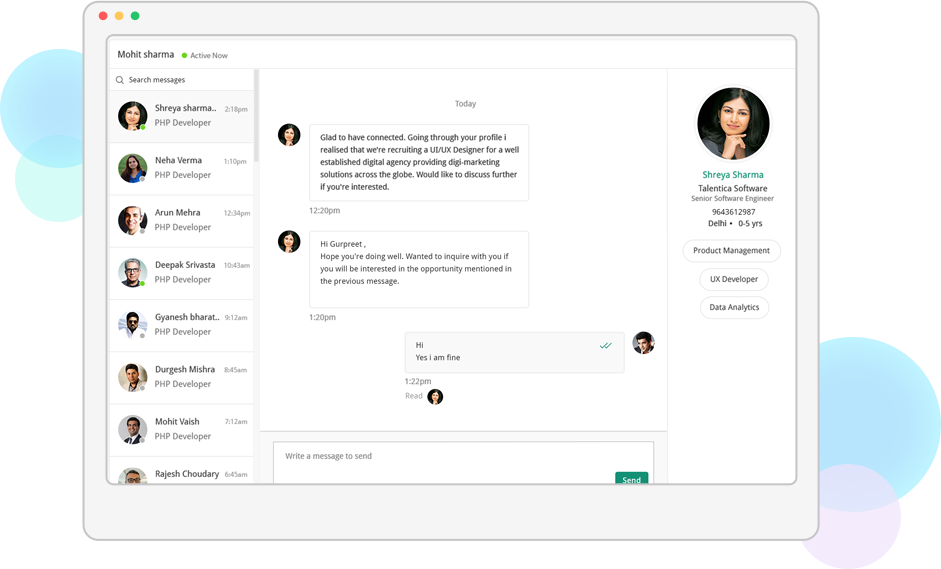 Mohit sharma Active Now
Search messages
Shreya sharma.. 2:18pm
PHP Developer
Neha Verma 1:10pm
PHP Developer
Arun Mehra 12:34pm
PHP Developer
Deepak Srivasta 10:43am
PHP Developer
Gyanesh bharat.. 9:12am
PHP Developer
Durgesh Mishra 8:45am
PHP Developer
Mohit Vaish 7:12am
PHP Developer
Rajesh Choudary 6:45am
Today
Glad to have connected. Going through your profile i
realised that we're recruiting a UI/UX Designer for a well
established digital agency providing digi-marketing
solutions across the globe. Would like to discuss further
if you're interested.
12:20pm
Hi Gurpreet ,
Hope you're doing well. Wanted to inquire with you if
you will be interested in the opportunity mentioned in
the previous message.
1:20pm
Hi
Yes i am fine
1:22pm
Read
Write a message to send
Send
Shreya Sharma
Talentica Software
Senior Software Engineer
9643612987
Delhi • 0-5 yrs
Product Management
UX Developer
Data Analytics